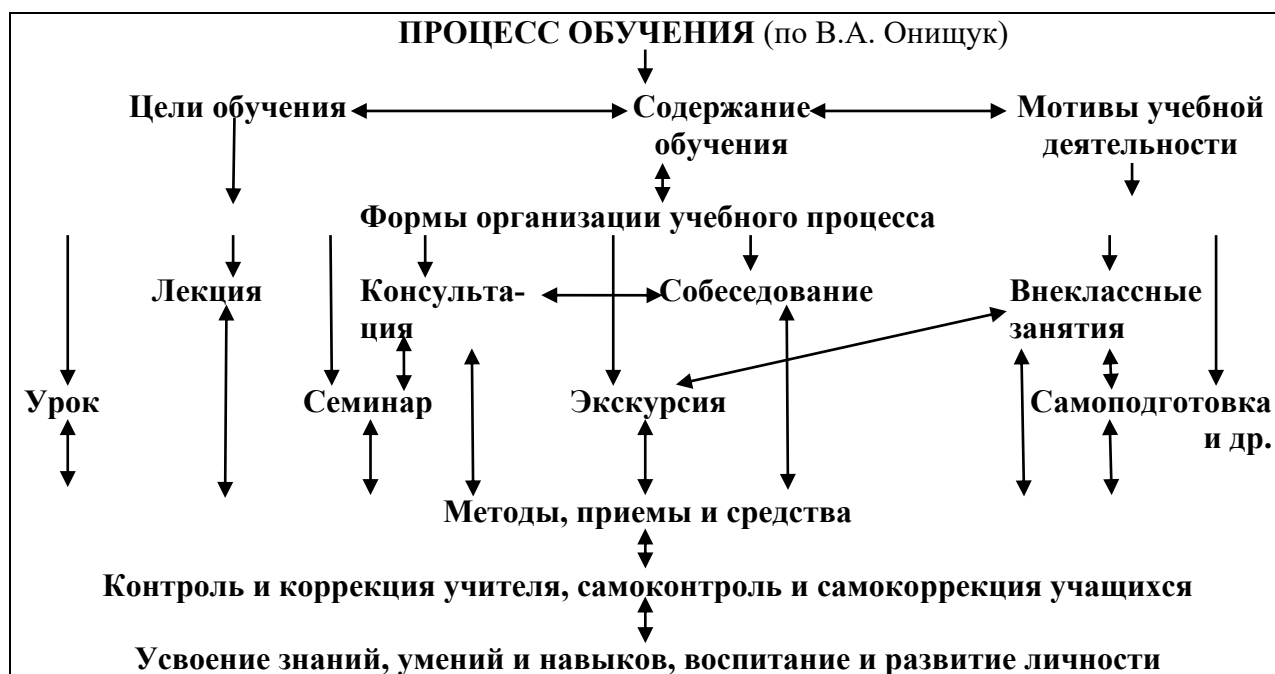 ПРОЦЕСС ОБУЧЕНИЯ (по В.А. Онищук)
Цели обучения Содержание обучения Мотивы учебной деятельности
Формы организации учебного процесса
Лекция Консульта-ция Собеседование Внеклассные занятия
Урок Семинар Экскурсия Самоподготовка и др.
Методы, приемы и средства
Контроль и коррекция учителя, самоконтроль и самокоррекция учащихся
Усвоение знаний, умений и навыков, воспитание и развитие личности